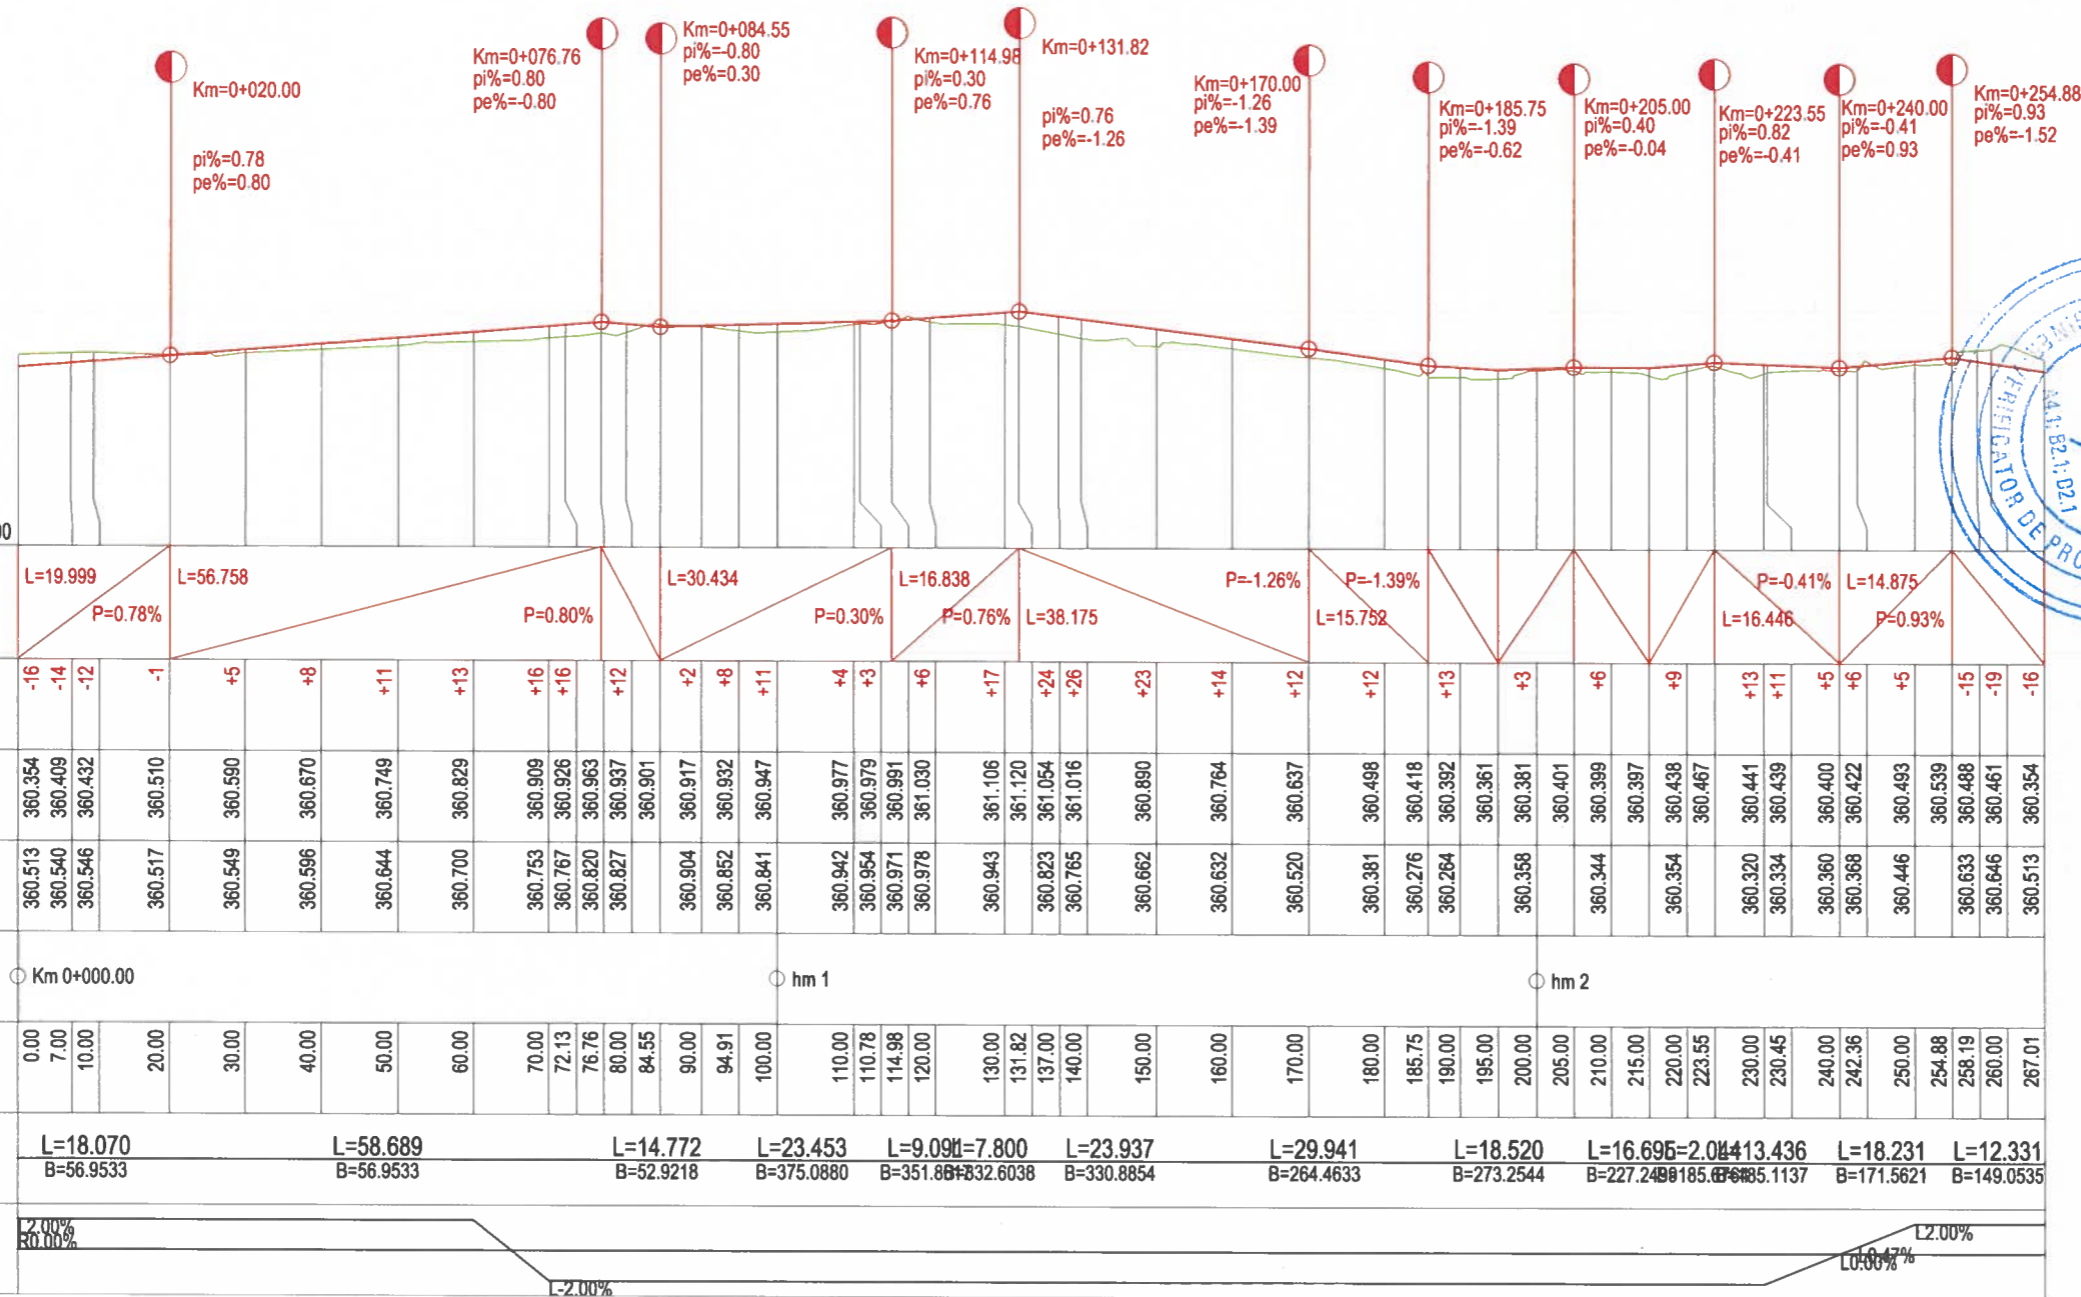 Km=0+020.00
pi%=0.78
pe%=0.80
Km=0+076.76
pi%=0.80
pe%=-0.80
Km=0+084.55
pi%=-0.80
pe%=0.30
Km=0+114.98
pi%=0.30
pe%=0.76
Km=0+131.82
pi%=0.76
pe%=-1.26
Km=0+170.00
pi%=-1.26
pe%=-1.39
Km=0+185.75
pi%=-1.39
pe%=-0.62
Km=0+205.00
pi%=0.40
pe%=-0.04
Km=0+223.55
pi%=0.82
pe%=-0.41
Km=0+240.00
pi%=-0.41
pe%=0.93
Km=0+254.88
pi%=0.93
pe%=-1.52
VERIFICATOR DE PRO
A4.1; B2.1; D2.1
L=19.999 P=0.78% L=56.758 P=0.80% L=30.434 P=0.30% L=16.838 P=0.76% L=38.175 P=-1.26% L=15.752 P=-1.39% L=16.446 P=-0.41% L=14.875 P=0.93%
-16 -14 -12 -1 +5 +8 +11 +13 +16 +16 +12 +2 +8 +11 +4 +3 +6 +17 +24 +26 +23 +14 +12 +12 +13 +3 +6 +9 +13 +11 +5 +6 +5 -15 -19 -16
360.354 360.409 360.432 360.510 360.590 360.670 360.749 360.829 360.909 360.926 360.963 360.937 360.901 360.917 360.932 360.947 360.977 360.979 360.991 361.030 361.106 361.120 361.054 361.016 360.890 360.764 360.637 360.498 360.418 360.392 360.361 360.381 360.401 360.399 360.397 360.438 360.467 360.441 360.439 360.400 360.422 360.493 360.539 360.488 360.461 360.354
360.513 360.540 360.546 360.517 360.549 360.596 360.644 360.700 360.753 360.767 360.820 360.827 360.904 360.852 360.841 360.942 360.954 360.971 360.978 360.943 360.823 360.765 360.662 360.632 360.520 360.381 360.276 360.264 360.358 360.344 360.354 360.320 360.334 360.360 360.368 360.446 360.633 360.646 360.513
Km 0+000.00 hm 1 hm 2
0.00 7.00 10.00 20.00 30.00 40.00 50.00 60.00 70.00 72.13 76.76 80.00 84.55 90.00 94.91 100.00 110.00 110.78 114.98 120.00 130.00 131.82 137.00 140.00 150.00 160.00 170.00 180.00 185.75 190.00 195.00 200.00 205.00 210.00 215.00 220.00 223.55 230.00 230.45 240.00 242.36 250.00 254.88 258.19 260.00 267.01
L=18.070 L=58.689 L=14.772 L=23.453 L=9.091 L=7.800 L=23.937 L=29.941 L=18.520 L=16.695 L=13.436 L=18.231 L=12.331
B=56.9533 B=56.9533 B=52.9218 B=375.0880 B=332.6038 B=330.8854 B=264.4633 B=273.2544 B=185.1137 B=171.5621 B=149.0535
L2.00%
R0.00%
L-2.00%
L0.00%
L0.47%
L2.00%